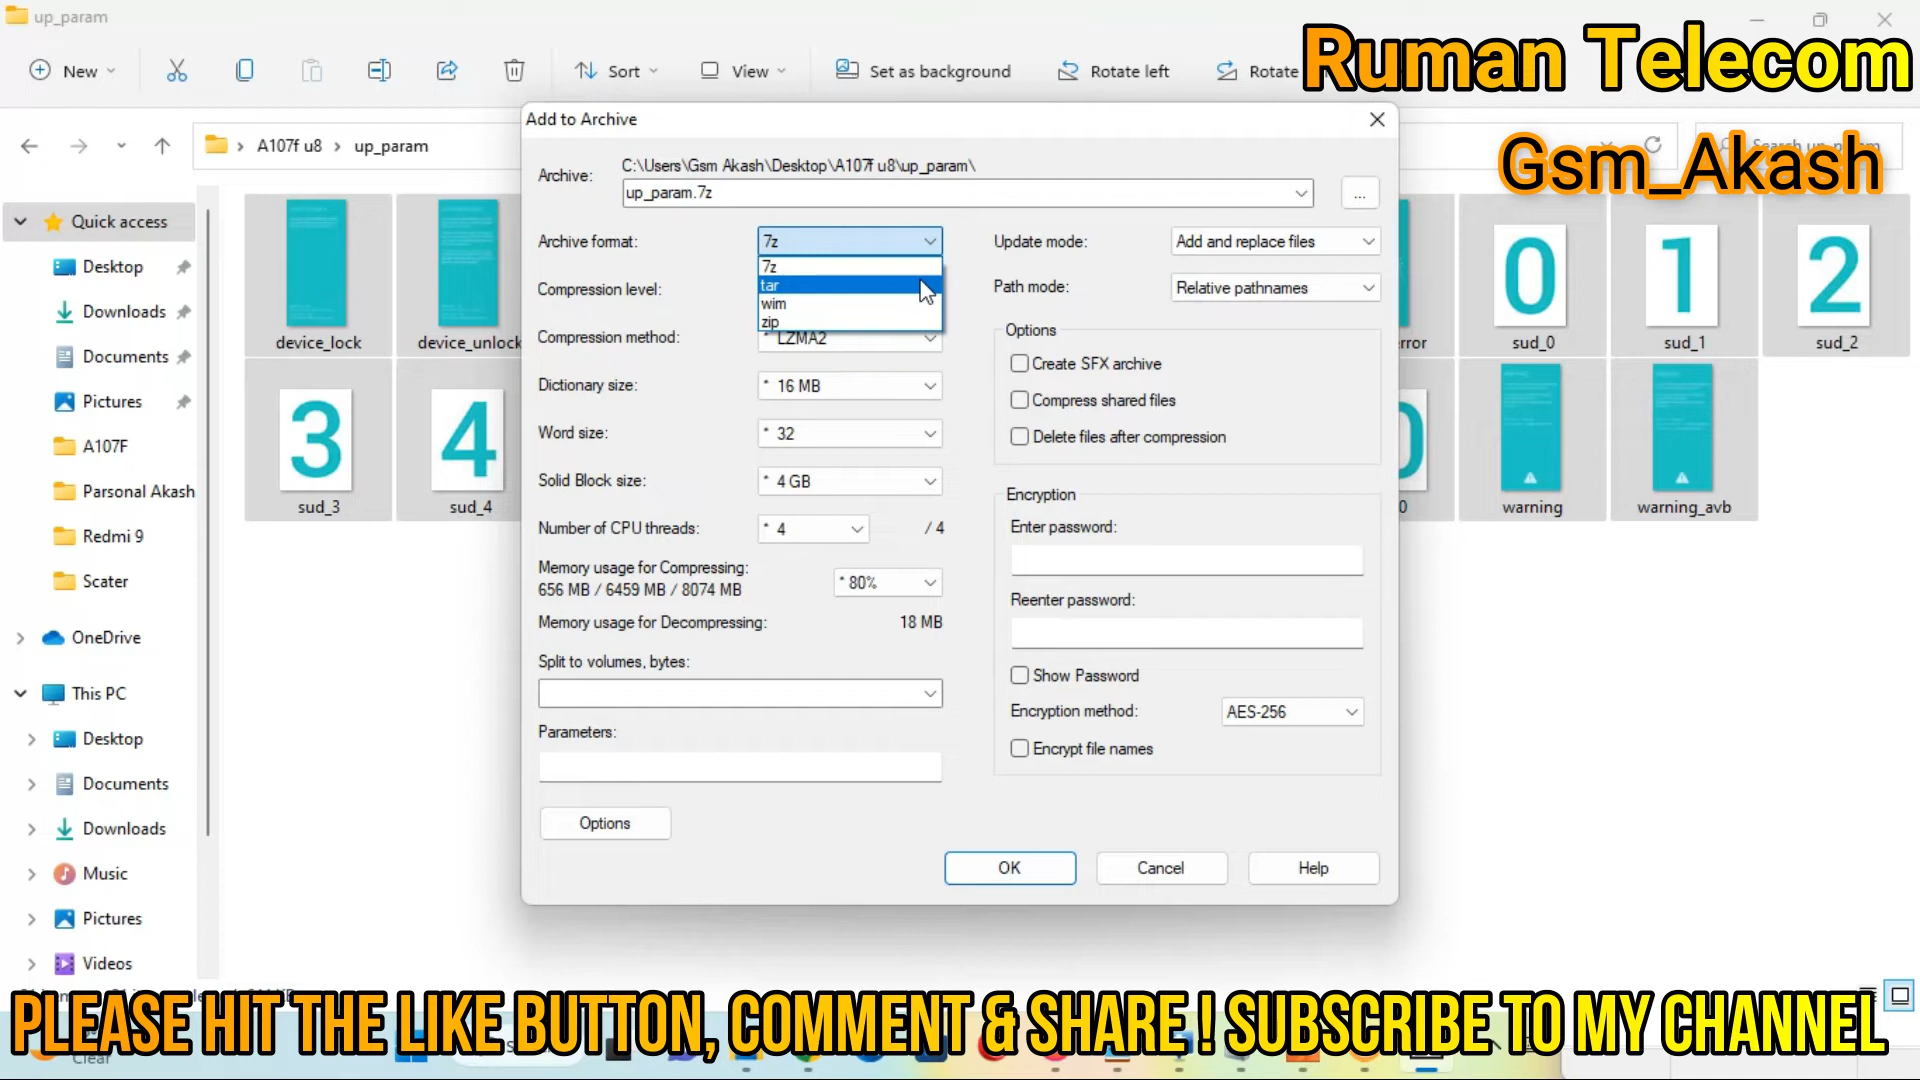 up_param
New
Sort
View
Set as background
Rotate left
Rotate
Ruman Telecom
A107f u8
up_param
Gsm_Akash
Add to Archive
Archive:
C:\Users\Gsm Akash\Desktop\A107f u8\up_param\
up_param.7z
...
Archive format:
7z
7z
tar
wim
zip
Compression level:
Compression method:
* LZMA2
Dictionary size:
* 16 MB
Word size:
* 32
Solid Block size:
* 4 GB
Number of CPU threads:
* 4
/ 4
Memory usage for Compressing:
656 MB / 6459 MB / 8074 MB
* 80%
Memory usage for Decompressing:
18 MB
Split to volumes, bytes:
Parameters:
Options
Update mode:
Add and replace files
Path mode:
Relative pathnames
Options
Create SFX archive
Compress shared files
Delete files after compression
Encryption
Enter password:
Reenter password:
Show Password
Encryption method:
AES-256
Encrypt file names
OK
Cancel
Help
Quick access
Desktop
Downloads
Documents
Pictures
A107F
Parsonal Akash
Redmi 9
Scater
OneDrive
This PC
Desktop
Documents
Downloads
Music
Pictures
Videos
device_lock
device_unlock
0
sud_0
1
sud_1
2
sud_2
3
sud_3
4
sud_4
warning
warning_avb
PLEASE HIT THE LIKE BUTTON, COMMENT & SHARE ! SUBSCRIBE TO MY CHANNEL
Clear